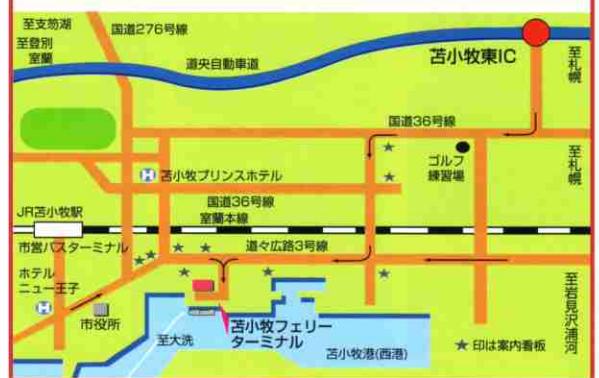 至支笏湖
国道276号線
至登別
室蘭
道央自動車道
苫小牧東IC
至札幌
国道36号線
ゴルフ
練習場
至札幌
H
苫小牧プリンスホテル
国道36号線
室蘭本線
JR苫小牧駅
市営バスターミナル
道々広路3号線
ホテル
ニュー王子
H
市役所
至大洗
苫小牧フェリー
ターミナル
苫小牧港(西港)
至岩見沢浦河
★印は案内看板